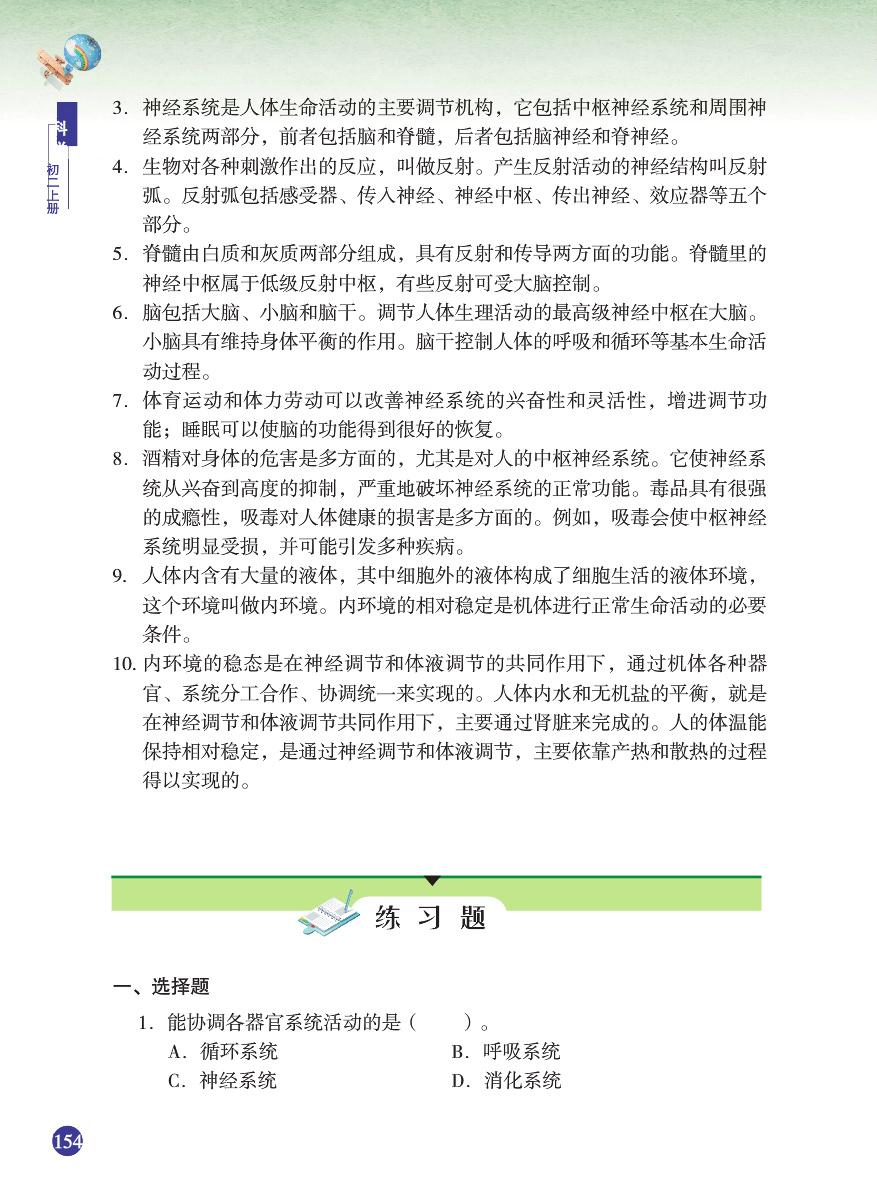 科
初二上册
3. 神经系统是人体生命活动的主要调节机构，它包括中枢神经系统和周围神
经系统两部分，前者包括脑和脊髓，后者包括脑神经和脊神经。
4. 生物对各种刺激作出的反应，叫做反射。产生反射活动的神经结构叫反射
弧。反射弧包括感受器、传入神经、神经中枢、传出神经、效应器等五个
部分。
5. 脊髓由白质和灰质两部分组成，具有反射和传导两方面的功能。脊髓里的
神经中枢属于低级反射中枢，有些反射可受大脑控制。
6. 脑包括大脑、小脑和脑干。调节人体生理活动的最高级神经中枢在大脑。
小脑具有维持身体平衡的作用。脑干控制人体的呼吸和循环等基本生命活
动过程。
7. 体育运动和体力劳动可以改善神经系统的兴奋性和灵活性，增进调节功
能；睡眠可以使脑的功能得到很好的恢复。
8. 酒精对身体的危害是多方面的，尤其是对人的中枢神经系统。它使神经系
统从兴奋到高度的抑制，严重地破坏神经系统的正常功能。毒品具有很强
的成瘾性，吸毒对人体健康的损害是多方面的。例如，吸毒会使中枢神经
系统明显受损，并可能引发多种疾病。
9. 人体内含有大量的液体，其中细胞外的液体构成了细胞生活的液体环境，
这个环境叫做内环境。内环境的相对稳定是机体进行正常生命活动的必要
条件。
10. 内环境的稳态是在神经调节和体液调节的共同作用下，通过机体各种器
官、系统分工合作、协调统一来实现的。人体内水和无机盐的平衡，就是
在神经调节和体液调节共同作用下，主要通过肾脏来完成的。人的体温能
保持相对稳定，是通过神经调节和体液调节，主要依靠产热和散热的过程
得以实现的。
练 习 题
一、选择题
1. 能协调各器官系统活动的是（　　）。
A. 循环系统 B. 呼吸系统
C. 神经系统 D. 消化系统
154